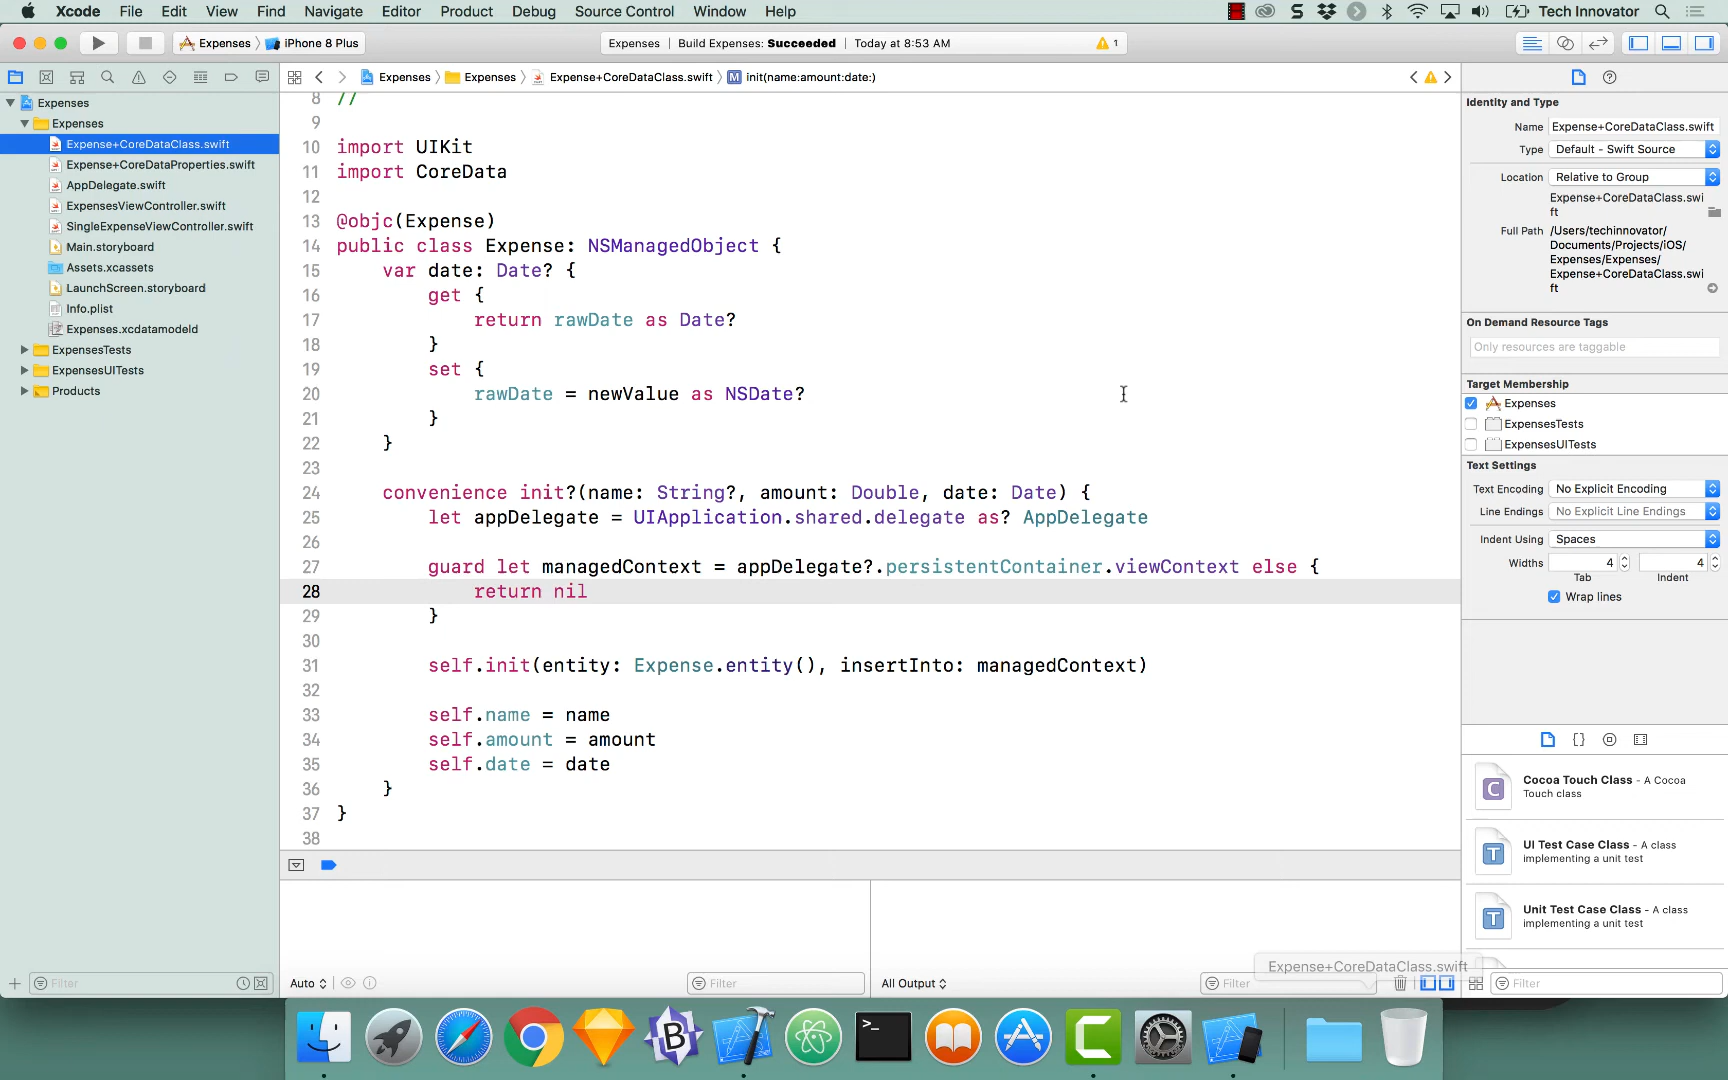 Xcode File Edit View Find Navigate Editor Product Debug Source Control Window Help Tech Innovator
Expenses iPhone 8 Plus Expenses | Build Expenses: Succeeded | Today at 8:53 AM 1
Expenses Expenses Expense+CoreDataClass.swift M init(name:amount:date:)
Expenses
Expenses
Expense+CoreDataClass.swift
Expense+CoreDataProperties.swift
AppDelegate.swift
ExpensesViewController.swift
SingleExpenseViewController.swift
Main.storyboard
Assets.xcassets
LaunchScreen.storyboard
Info.plist
Expenses.xcdatamodeld
ExpensesTests
ExpensesUITests
Products
Filter
8 //
9
10 import UIKit
11 import CoreData
12
13 @objc(Expense)
14 public class Expense: NSManagedObject {
15 var date: Date? {
16 get {
17 return rawDate as Date?
18 }
19 set {
20 rawDate = newValue as NSDate?
21 }
22 }
23
24 convenience init?(name: String?, amount: Double, date: Date) {
25 let appDelegate = UIApplication.shared.delegate as? AppDelegate
26
27 guard let managedContext = appDelegate?.persistentContainer.viewContext else {
28 return nil
29 }
30
31 self.init(entity: Expense.entity(), insertInto: managedContext)
32
33 self.name = name
34 self.amount = amount
35 self.date = date
36 }
37 }
38
Auto Filter All Output Filter
Expense+CoreDataClass.swift
Identity and Type
Name Expense+CoreDataClass.swift
Type Default - Swift Source
Location Relative to Group
Expense+CoreDataClass.swi
ft
Full Path /Users/techinnovator/
Documents/Projects/iOS/
Expenses/Expenses/
Expense+CoreDataClass.swi
ft
On Demand Resource Tags
Only resources are taggable
Target Membership
Expenses
ExpensesTests
ExpensesUITests
Text Settings
Text Encoding No Explicit Encoding
Line Endings No Explicit Line Endings
Indent Using Spaces
Widths 4 4
Tab Indent
Wrap lines
{}
C Cocoa Touch Class - A Cocoa
Touch class
T UI Test Case Class - A class
implementing a unit test
T Unit Test Case Class - A class
implementing a unit test
Filter